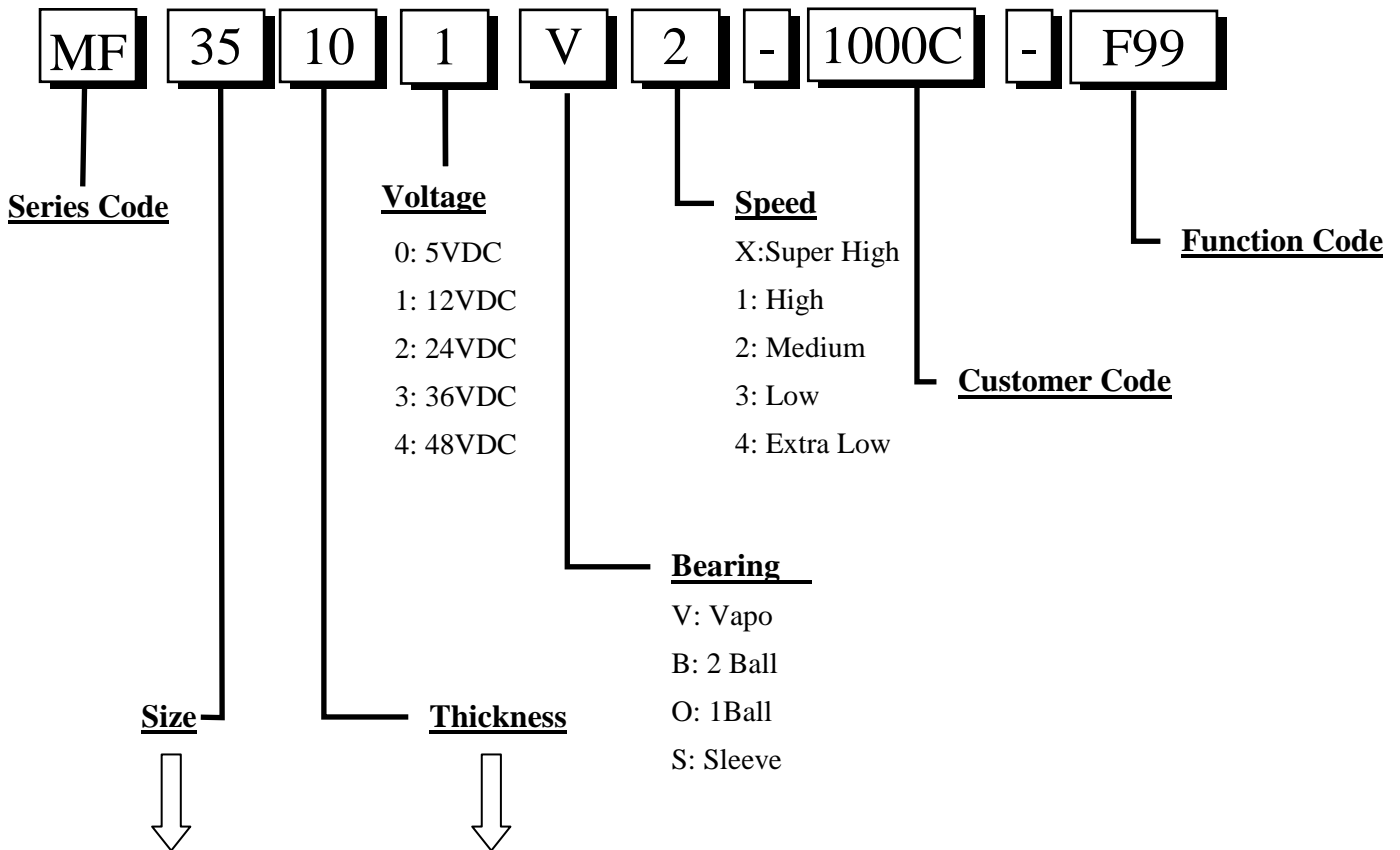 MF 35 10 1 V 2 - 1000C - F99
Series Code
Voltage
0: 5VDC
1: 12VDC
2: 24VDC
3: 36VDC
4: 48VDC
Speed
X:Super High
1: High
2: Medium
3: Low
4: Extra Low
Function Code
Customer Code
Bearing
V: Vapo
B: 2 Ball
O: 1Ball
S: Sleeve
Size
Thickness